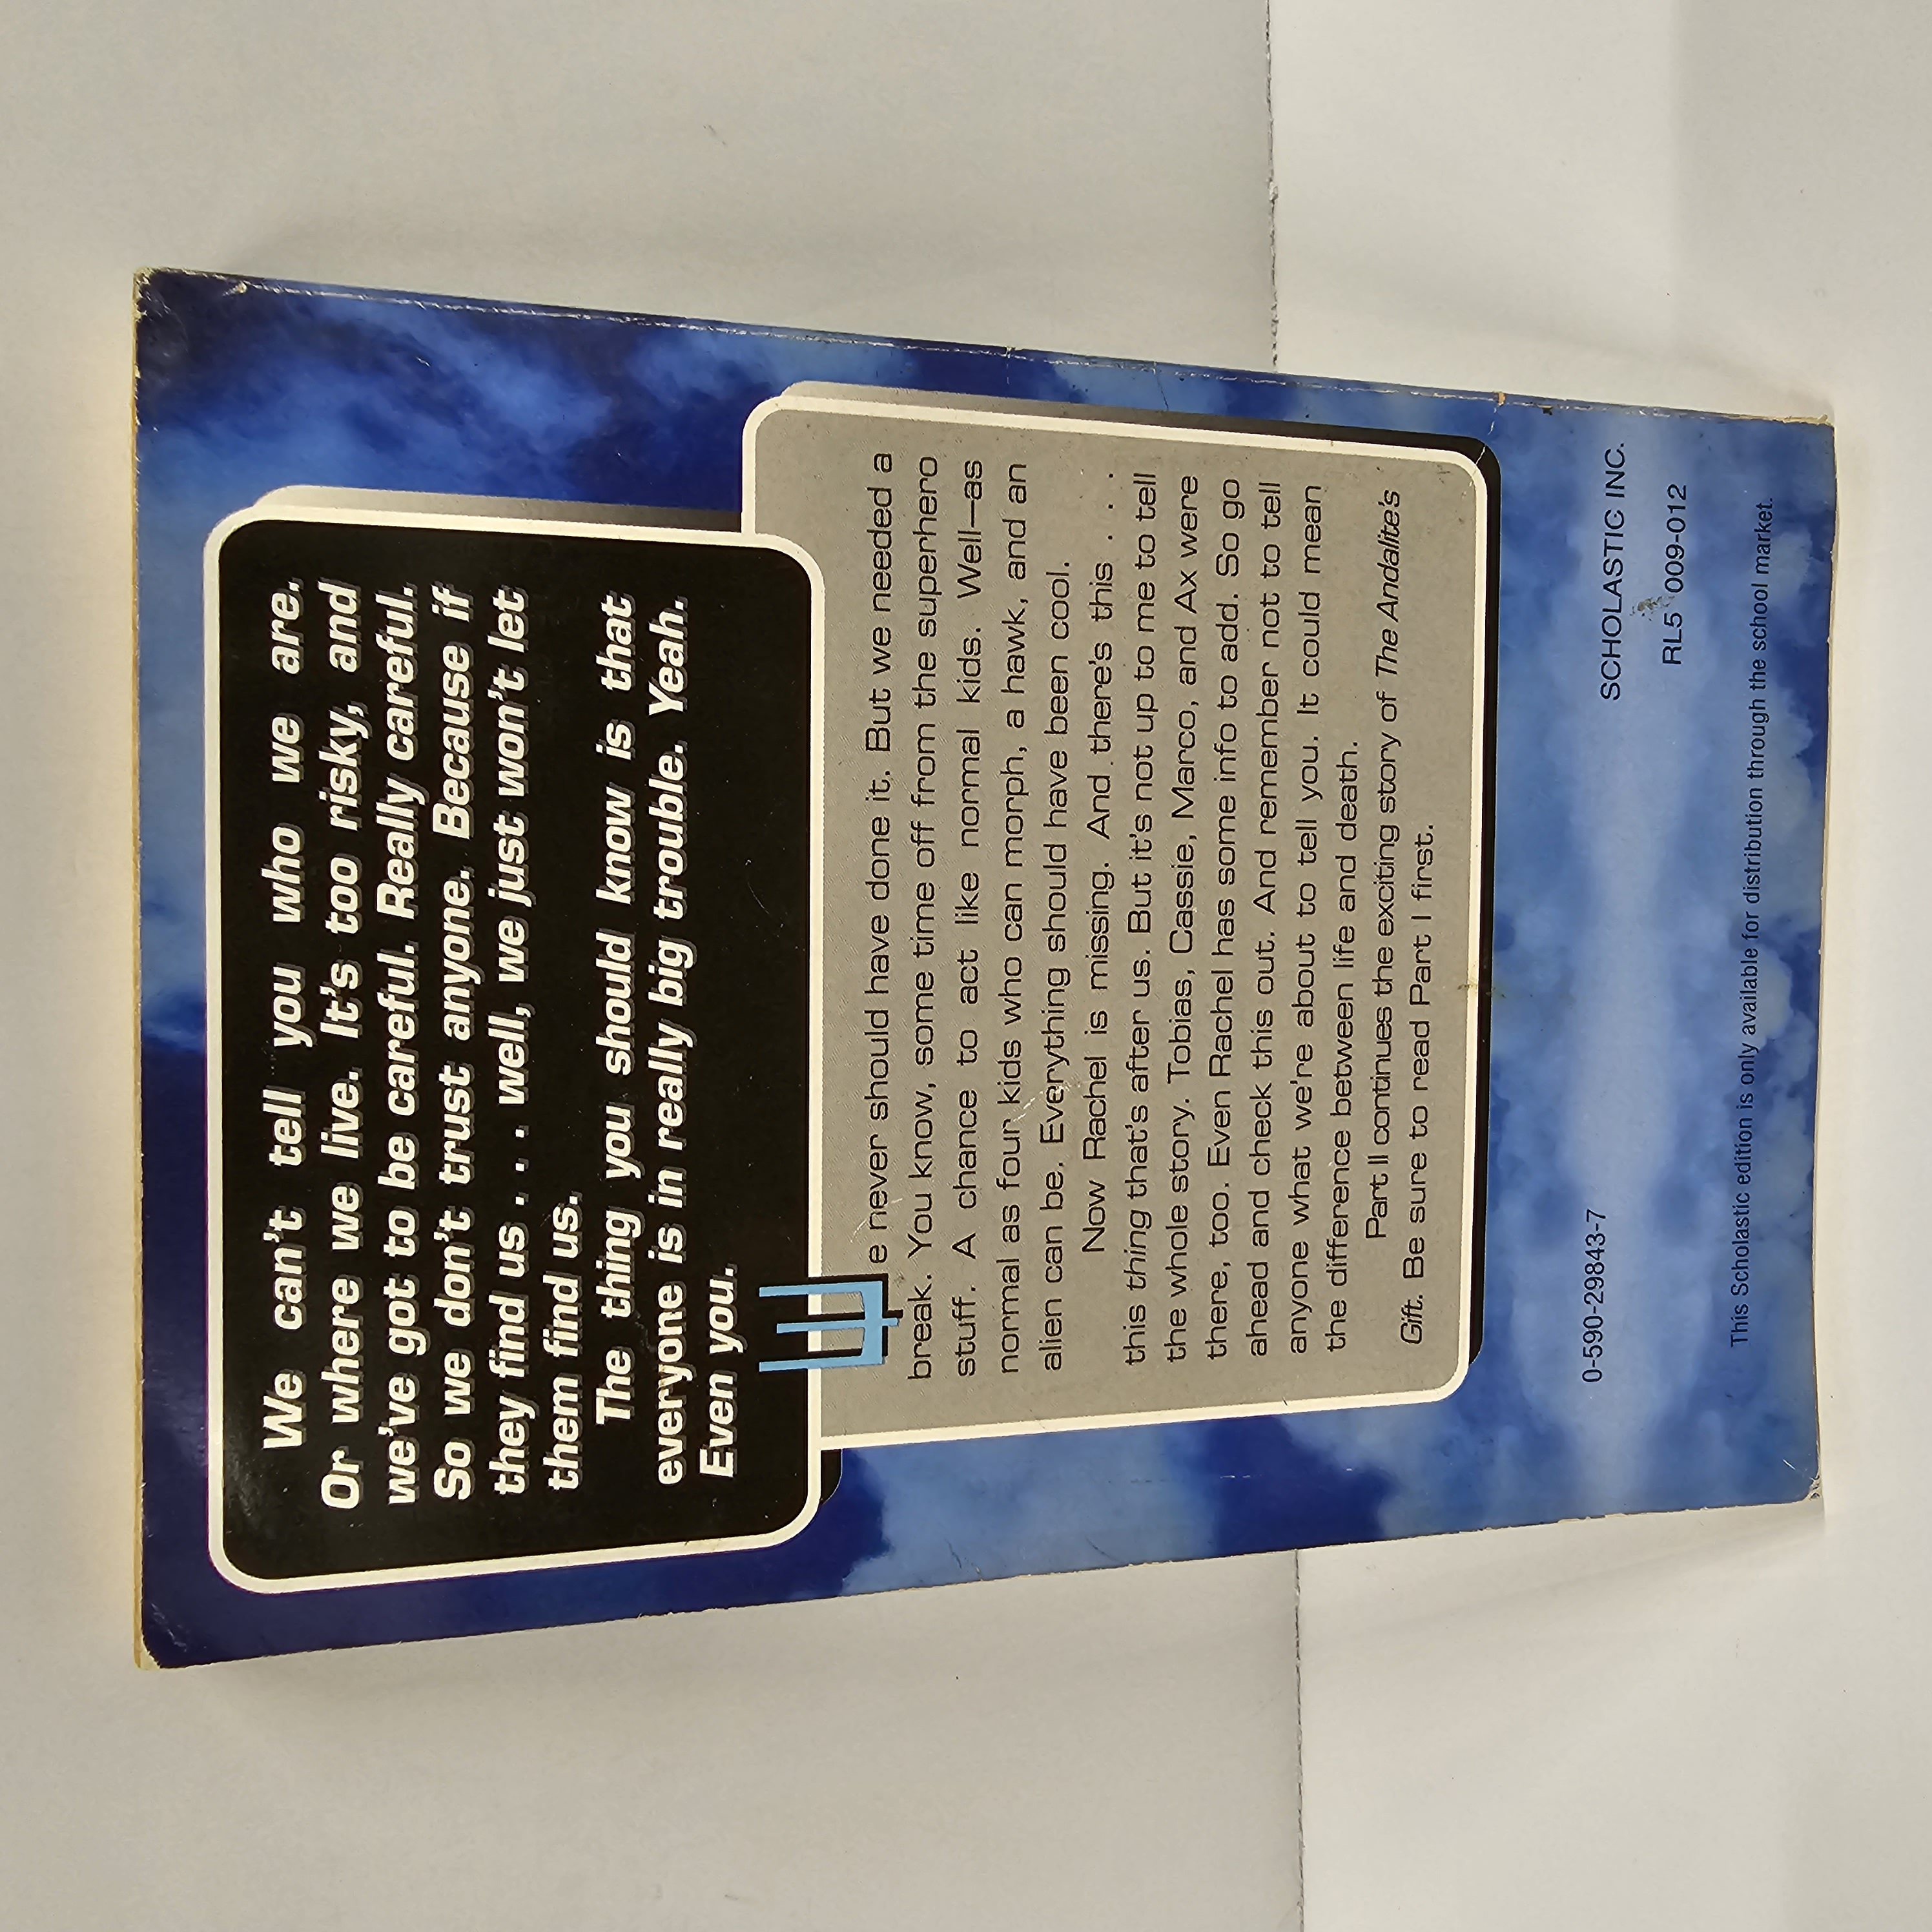 We can't tell you who we are.
Or where we live. It's too risky, and
we've got to be careful. Really careful.
So we don't trust anyone. Because if
they find us . . . well, we just won't let
them find us.
The thing you should know is that
everyone is in really big trouble. Yeah.
Even you.
We never should have done it. But we needed a
break. You know, some time off from the superhero
stuff. A chance to act like normal kids. Well—as
normal as four kids who can morph, a hawk, and an
alien can be. Everything should have been cool.
Now Rachel is missing. And there's this . . .
this thing that's after us. But it's not up to me to tell
the whole story. Tobias, Cassie, Marco, and Ax were
there, too. Even Rachel has some info to add. So go
ahead and check this out. And remember not to tell
anyone what we're about to tell you. It could mean
the difference between life and death.
Part II continues the exciting story of The Andalite's
Gift. Be sure to read Part I first.
0-590-29843-7
SCHOLASTIC INC.
RL5 009-012
This Scholastic edition is only available for distribution through the school market.